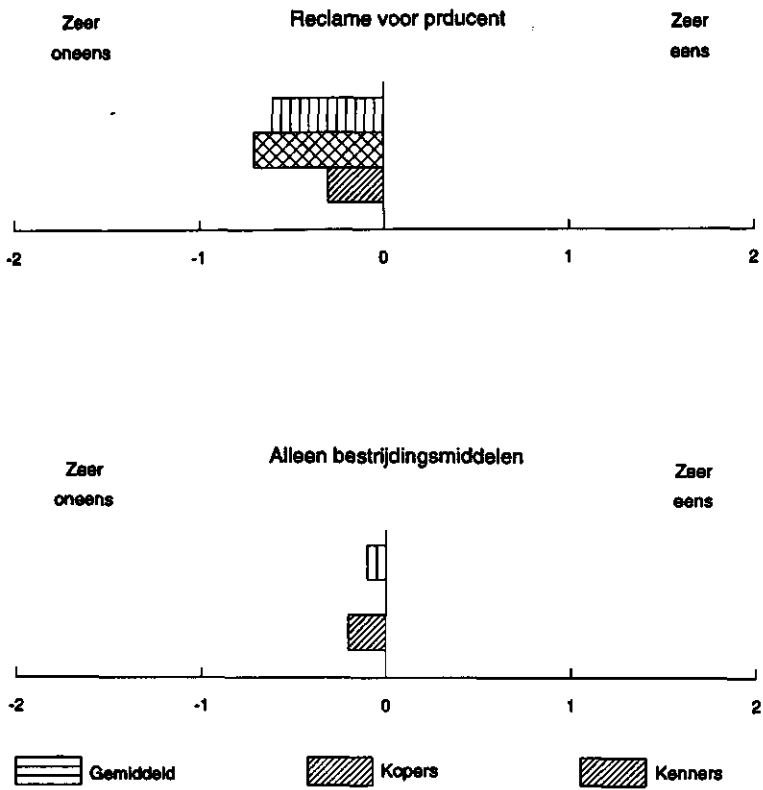 Reclame voor prducent
Zeer
oneens
Zeer
eens
-2 -1 0 1 2
Alleen bestrijdingsmiddelen
Zeer
oneens
Zeer
eens
-2 -1 0 1 2
Gemiddeld Kopers Kenners